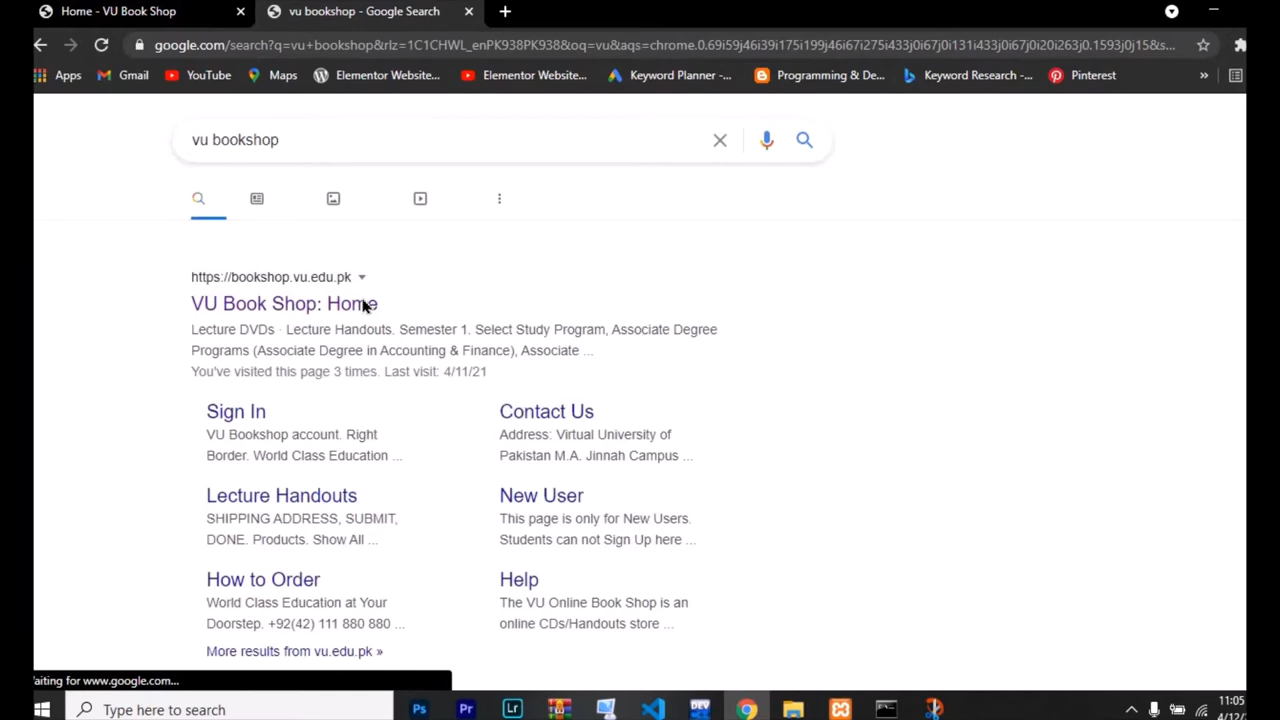 Home - VU Book Shop
vu bookshop - Google Search
google.com/search?q=vu+bookshop&rlz=1C1CHWL_enPK938PK938&oq=vu&aqs=chrome.0.69i59j46i39i175i199j46i67i275i433j0i67j0i131i433j0i67j0i20i263j0.1593j0j15&s...
Apps
Gmail
YouTube
Maps
Elementor Website...
Elementor Website...
Keyword Planner -...
Programming & De...
Keyword Research -...
Pinterest
»
vu bookshop
https://bookshop.vu.edu.pk
VU Book Shop: Home
Lecture DVDs · Lecture Handouts. Semester 1. Select Study Program, Associate Degree
Programs (Associate Degree in Accounting & Finance), Associate ...
You've visited this page 3 times. Last visit: 4/11/21
Sign In
VU Bookshop account. Right
Border. World Class Education ...
Contact Us
Address: Virtual University of
Pakistan M.A. Jinnah Campus ...
Lecture Handouts
SHIPPING ADDRESS, SUBMIT,
DONE. Products. Show All ...
New User
This page is only for New Users.
Students can not Sign Up here ...
How to Order
World Class Education at Your
Doorstep. +92(42) 111 880 880 ...
Help
The VU Online Book Shop is an
online CDs/Handouts store ...
More results from vu.edu.pk »
aiting for www.google.com...
Type here to search
Ps
Pr
Lr
DEV
11:05
4/12/